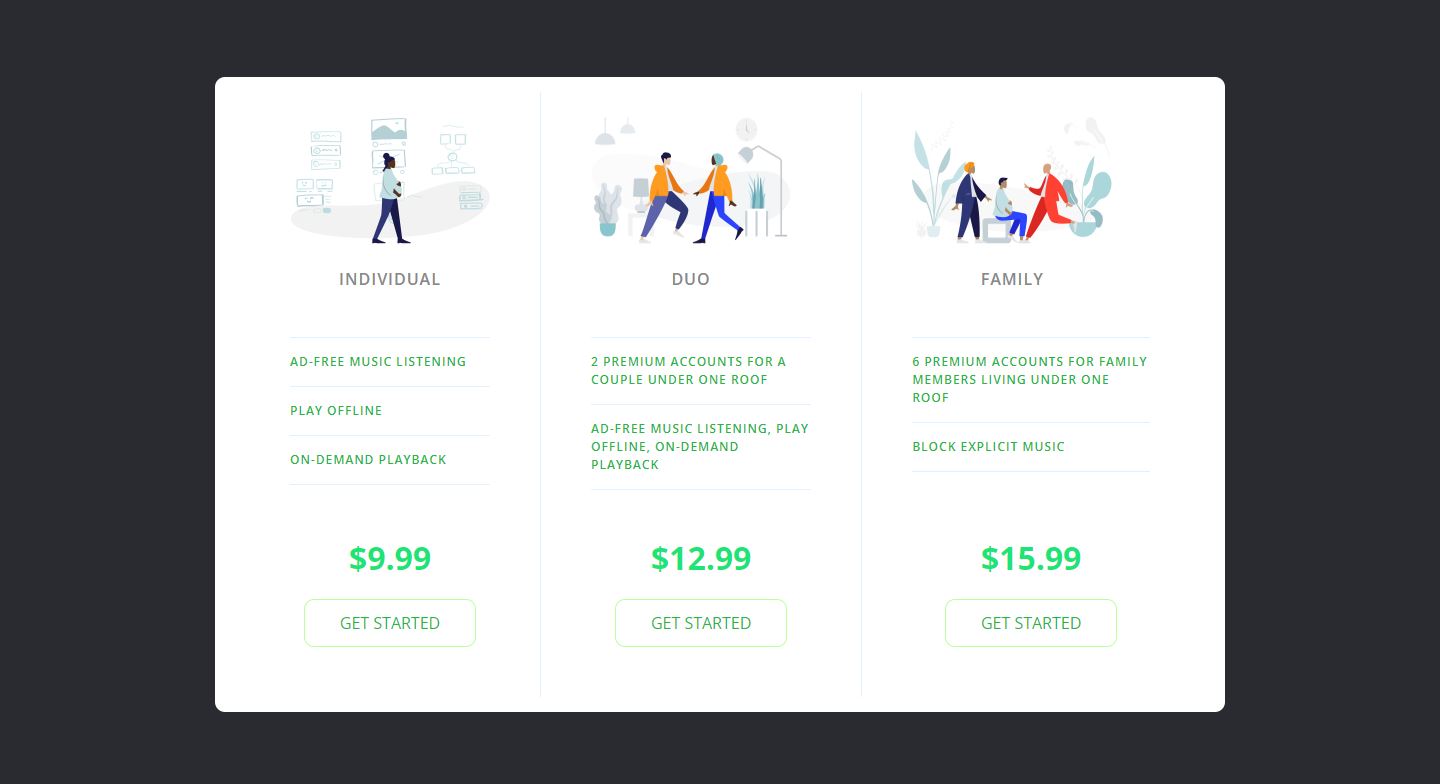 INDIVIDUAL
AD-FREE MUSIC LISTENING
PLAY OFFLINE
ON-DEMAND PLAYBACK
$9.99
GET STARTED
DUO
2 PREMIUM ACCOUNTS FOR A
COUPLE UNDER ONE ROOF
AD-FREE MUSIC LISTENING, PLAY
OFFLINE, ON-DEMAND
PLAYBACK
$12.99
GET STARTED
FAMILY
6 PREMIUM ACCOUNTS FOR FAMILY
MEMBERS LIVING UNDER ONE
ROOF
BLOCK EXPLICIT MUSIC
$15.99
GET STARTED